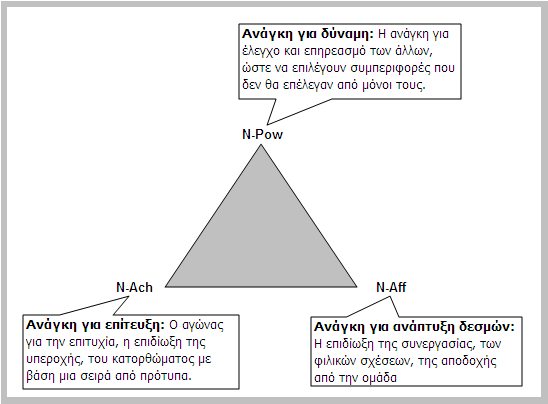 Ανάγκη για δύναμη: Η ανάγκη για
έλεγχο και επηρεασμό των άλλων,
ώστε να επιλέγουν συμπεριφορές που
δεν θα επέλεγαν από μόνοι τους.
N-Pow
N-Ach
N-Aff
Ανάγκη για επίτευξη: Ο αγώνας
για την επιτυχία, η επιδίωξη της
υπεροχής, του κατορθώματος με
βάση μια σειρά από πρότυπα.
Ανάγκη για ανάπτυξη δεσμών:
Η επιδίωξη της συνεργασίας, των
φιλικών σχέσεων, της αποδοχής
από την ομάδα